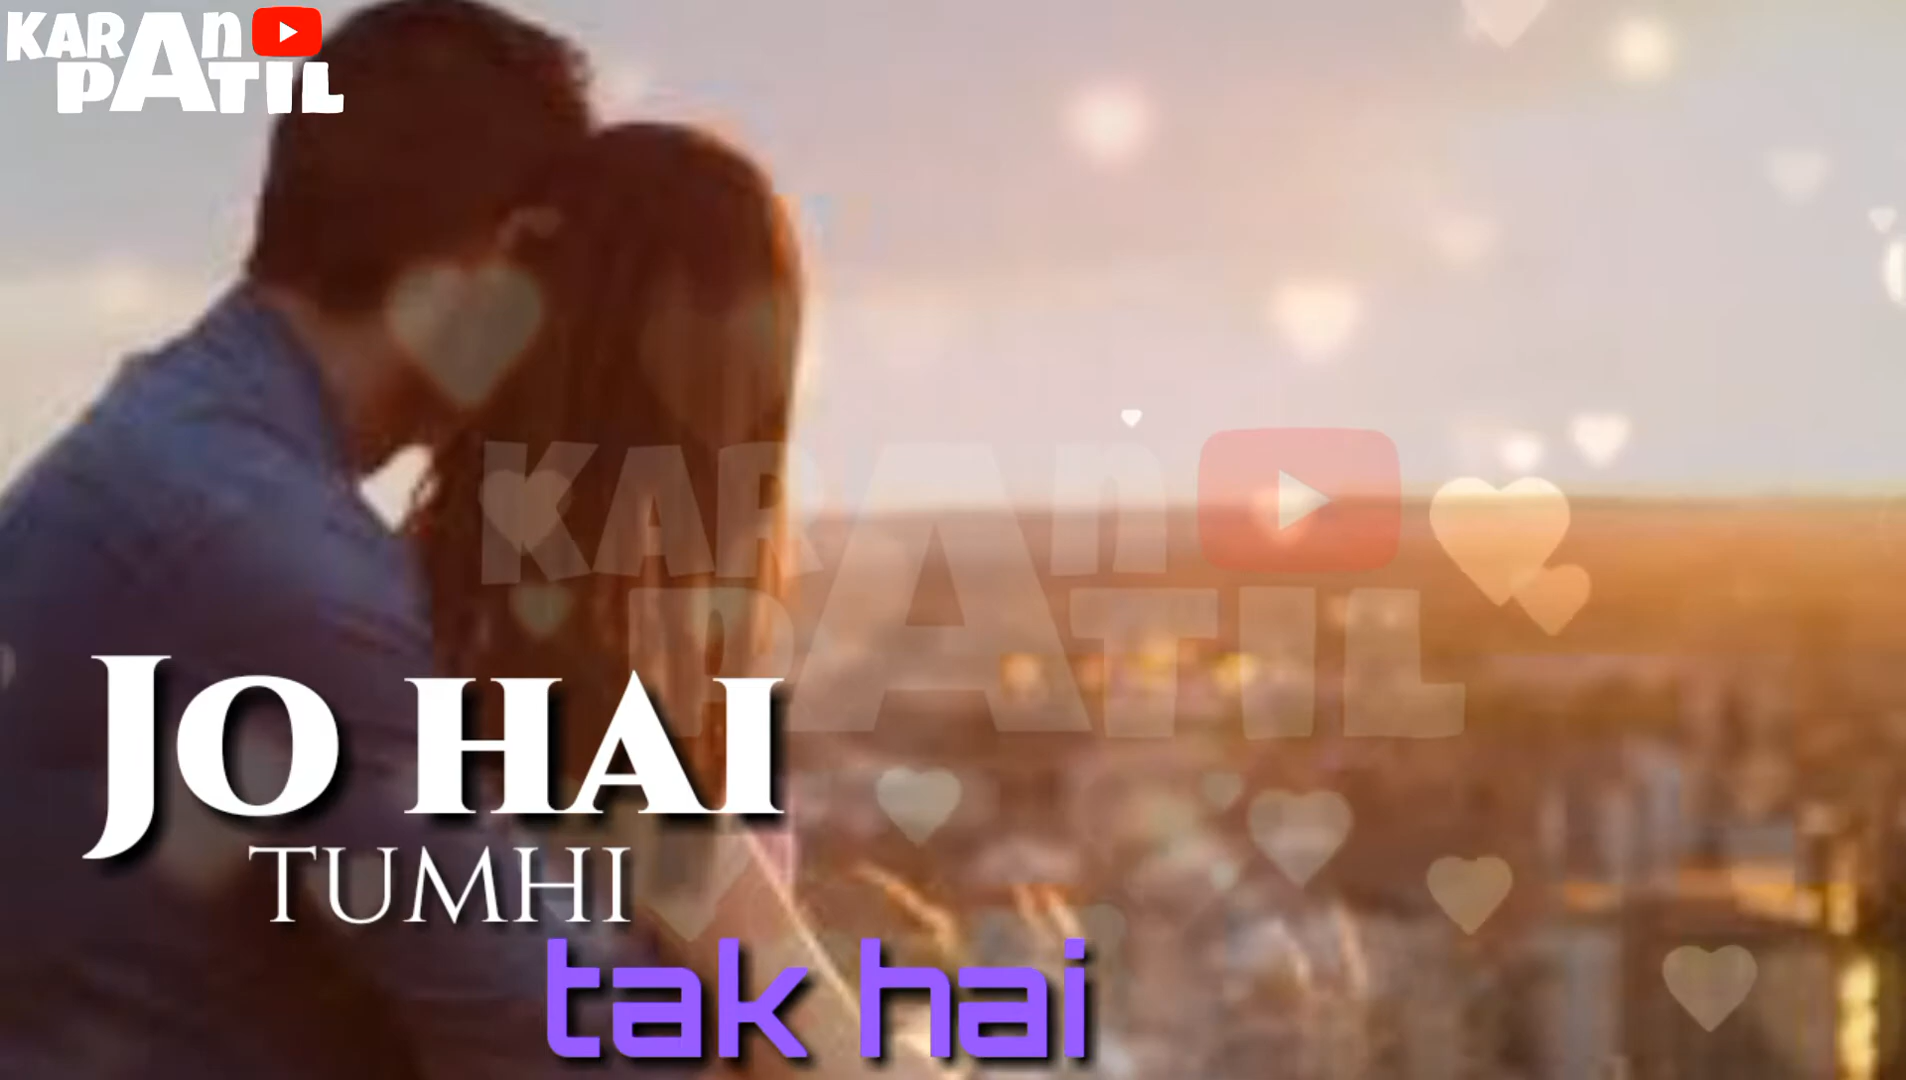 KARAn
PATIL
KARAn
PATIL
Jo hai
TUMHI
tak hai